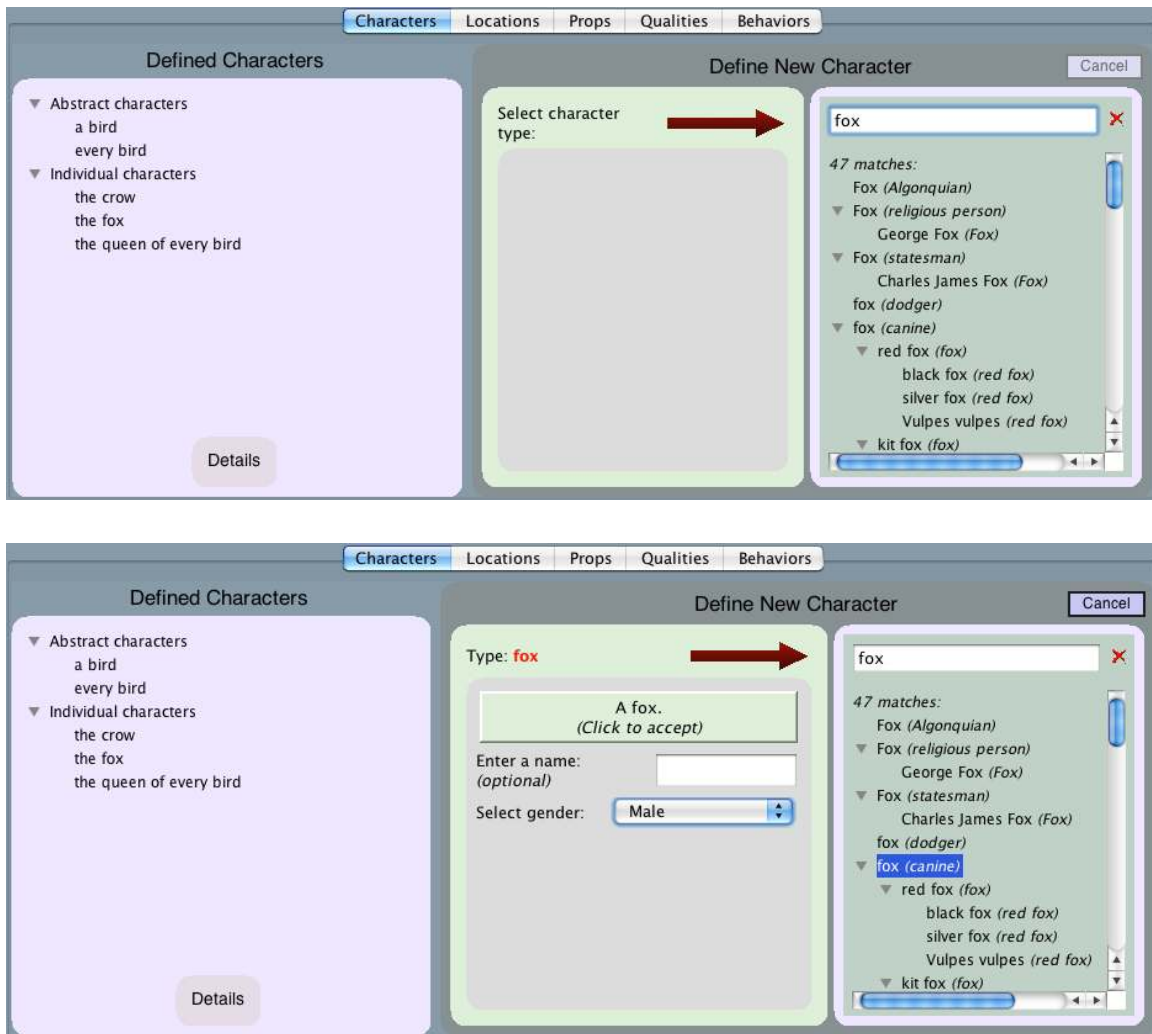 Characters Locations Props Qualities Behaviors
Defined Characters
Abstract characters
a bird
every bird
Individual characters
the crow
the fox
the queen of every bird
Details
Define New Character
Cancel
Select character
type:
fox
47 matches:
Fox (Algonquian)
Fox (religious person)
George Fox (Fox)
Fox (statesman)
Charles James Fox (Fox)
fox (dodger)
fox (canine)
red fox (fox)
black fox (red fox)
silver fox (red fox)
Vulpes vulpes (red fox)
kit fox (fox)
Characters Locations Props Qualities Behaviors
Defined Characters
Abstract characters
a bird
every bird
Individual characters
the crow
the fox
the queen of every bird
Details
Define New Character
Cancel
Type: fox
A fox.
(Click to accept)
Enter a name:
(optional)
Select gender: Male
fox
47 matches:
Fox (Algonquian)
Fox (religious person)
George Fox (Fox)
Fox (statesman)
Charles James Fox (Fox)
fox (dodger)
fox (canine)
red fox (fox)
black fox (red fox)
silver fox (red fox)
Vulpes vulpes (red fox)
kit fox (fox)